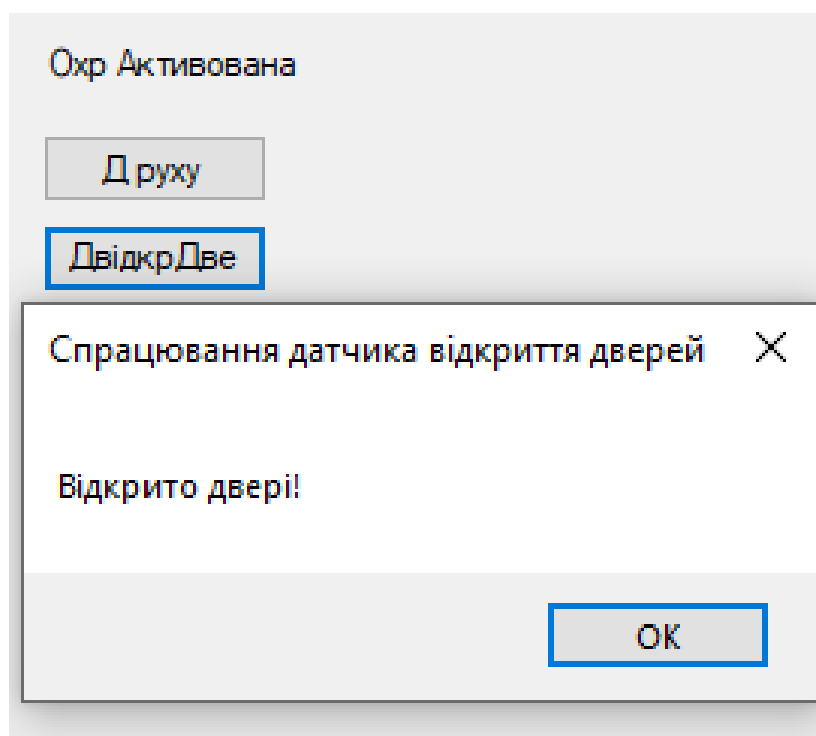 Охр Активована
Д руху
ДвідкрДве
Спрацювання датчика відкриття дверей
Відкрито двері!
ОК